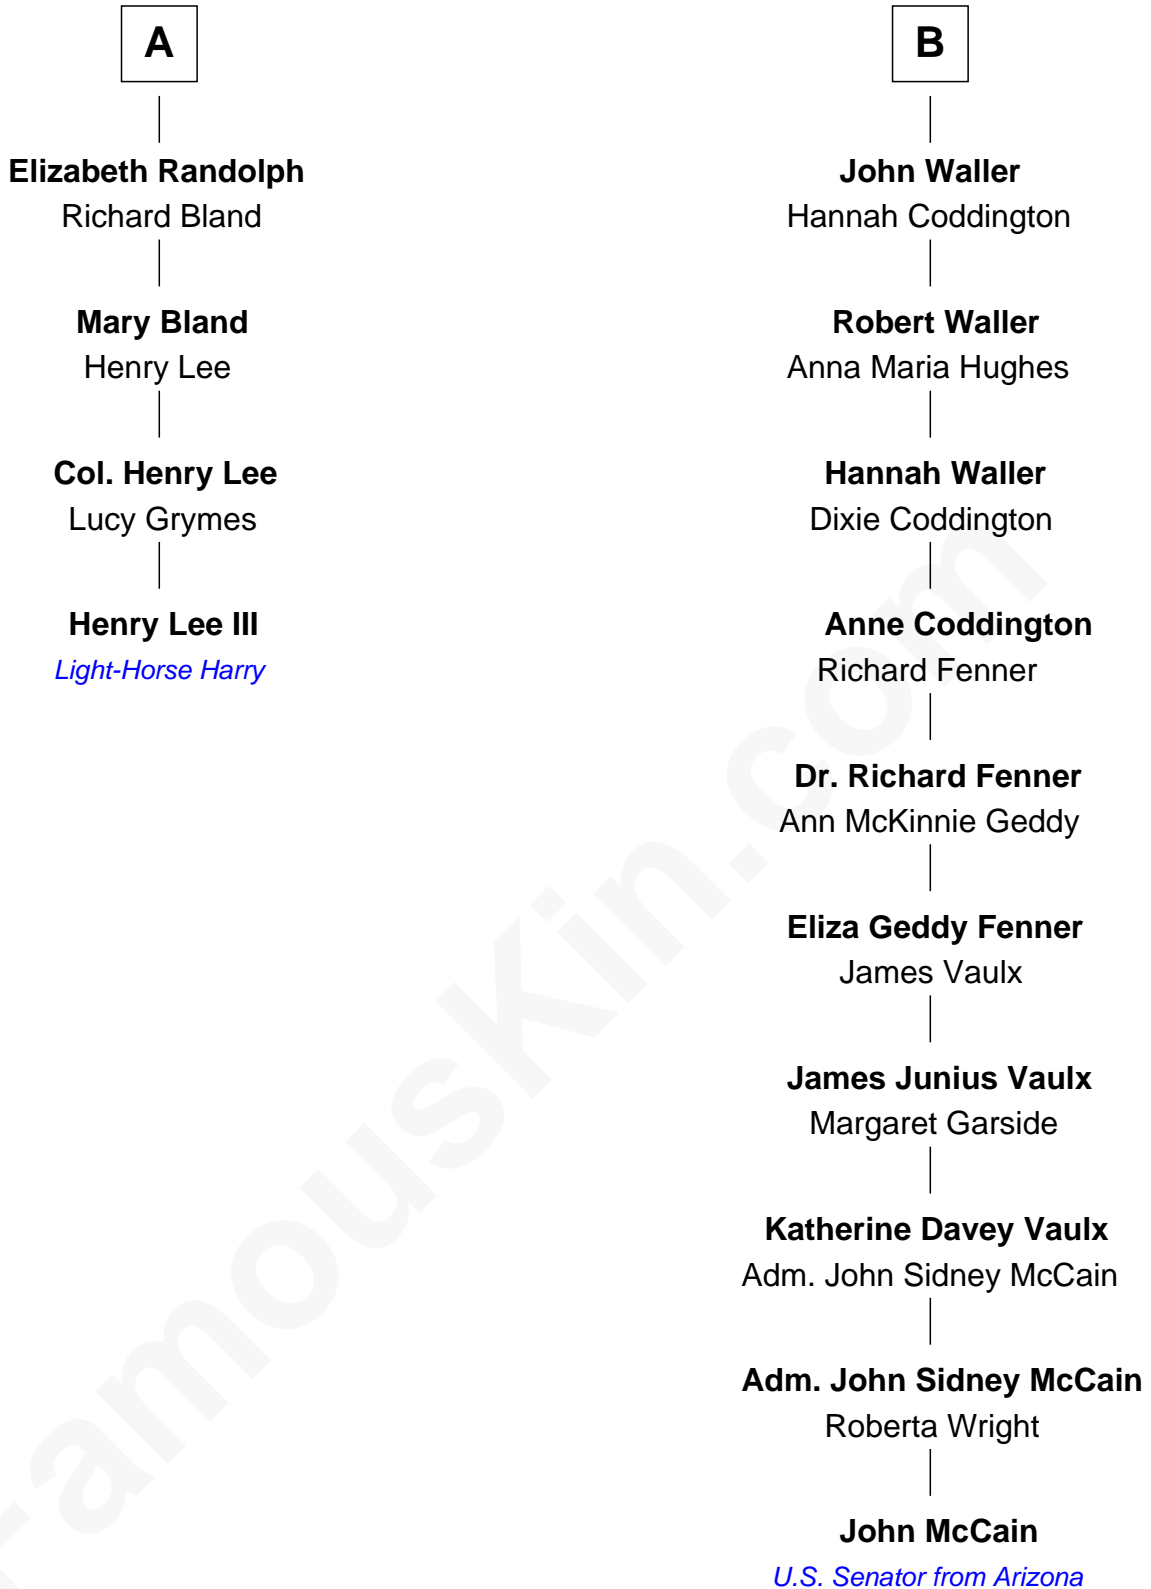 A
Elizabeth Randolph
Richard Bland
Mary Bland
Henry Lee
Col. Henry Lee
Lucy Grymes
Henry Lee III
Light-Horse Harry
B
John Waller
Hannah Coddington
Robert Waller
Anna Maria Hughes
Hannah Waller
Dixie Coddington
Anne Coddington
Richard Fenner
Dr. Richard Fenner
Ann McKinnie Geddy
Eliza Geddy Fenner
James Vaulx
James Junius Vaulx
Margaret Garside
Katherine Davey Vaulx
Adm. John Sidney McCain
Adm. John Sidney McCain
Roberta Wright
John McCain
U.S. Senator from Arizona
FamousKin.com